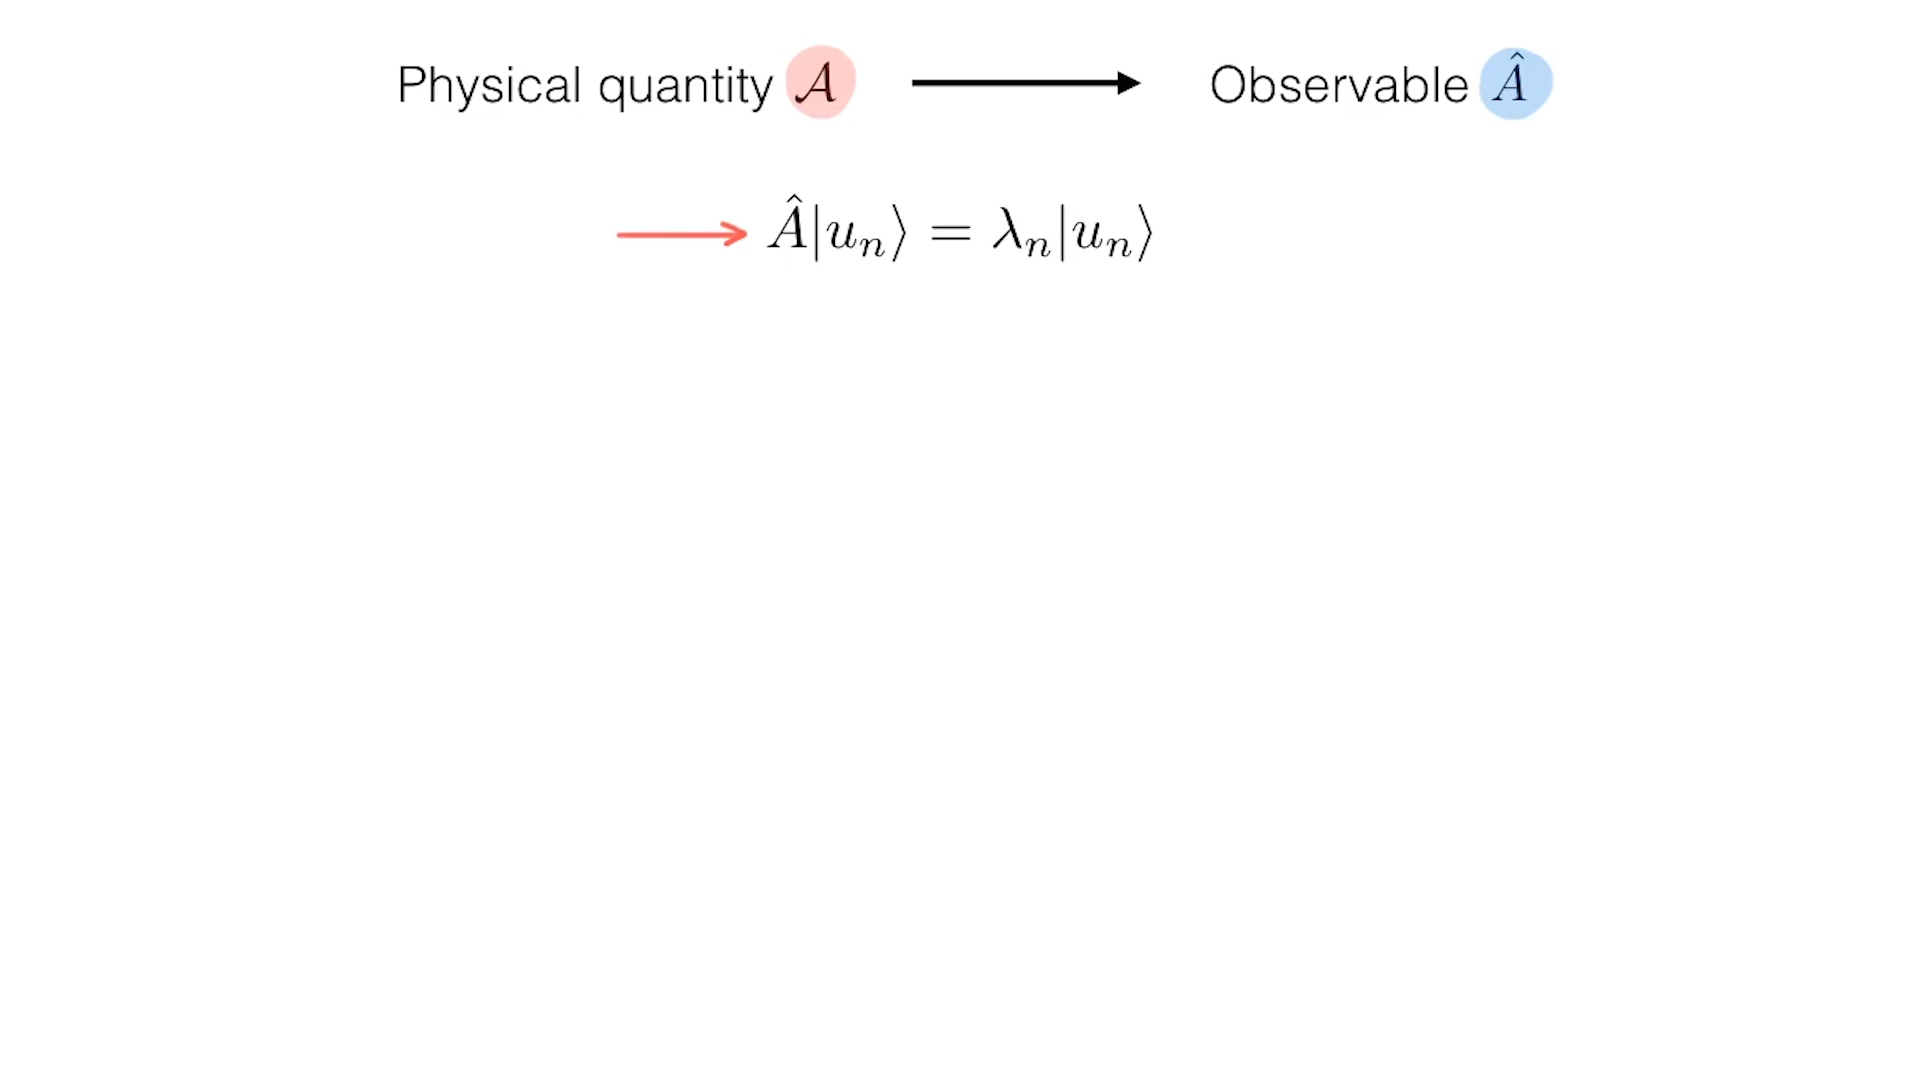 Physical quantity 𝒜 ⟶ Observable Â
⟶ Â|uₙ⟩ = λₙ|uₙ⟩